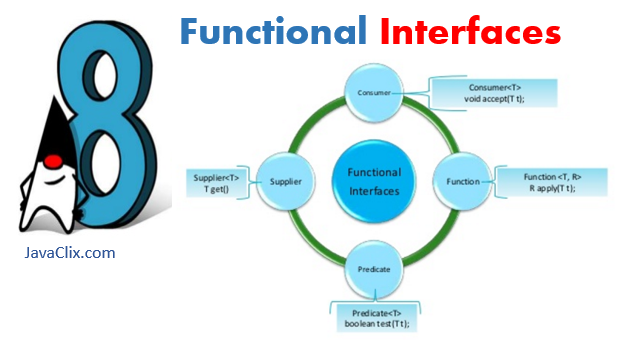 Functional Interfaces
8
JavaClix.com
Consumer
Consumer<T>
void accept(T t);
Supplier<T>
T get()
Supplier
Functional
Interfaces
Function
Function <T, R>
R apply(T t);
Predicate
Predicate<T>
boolean test(T t);